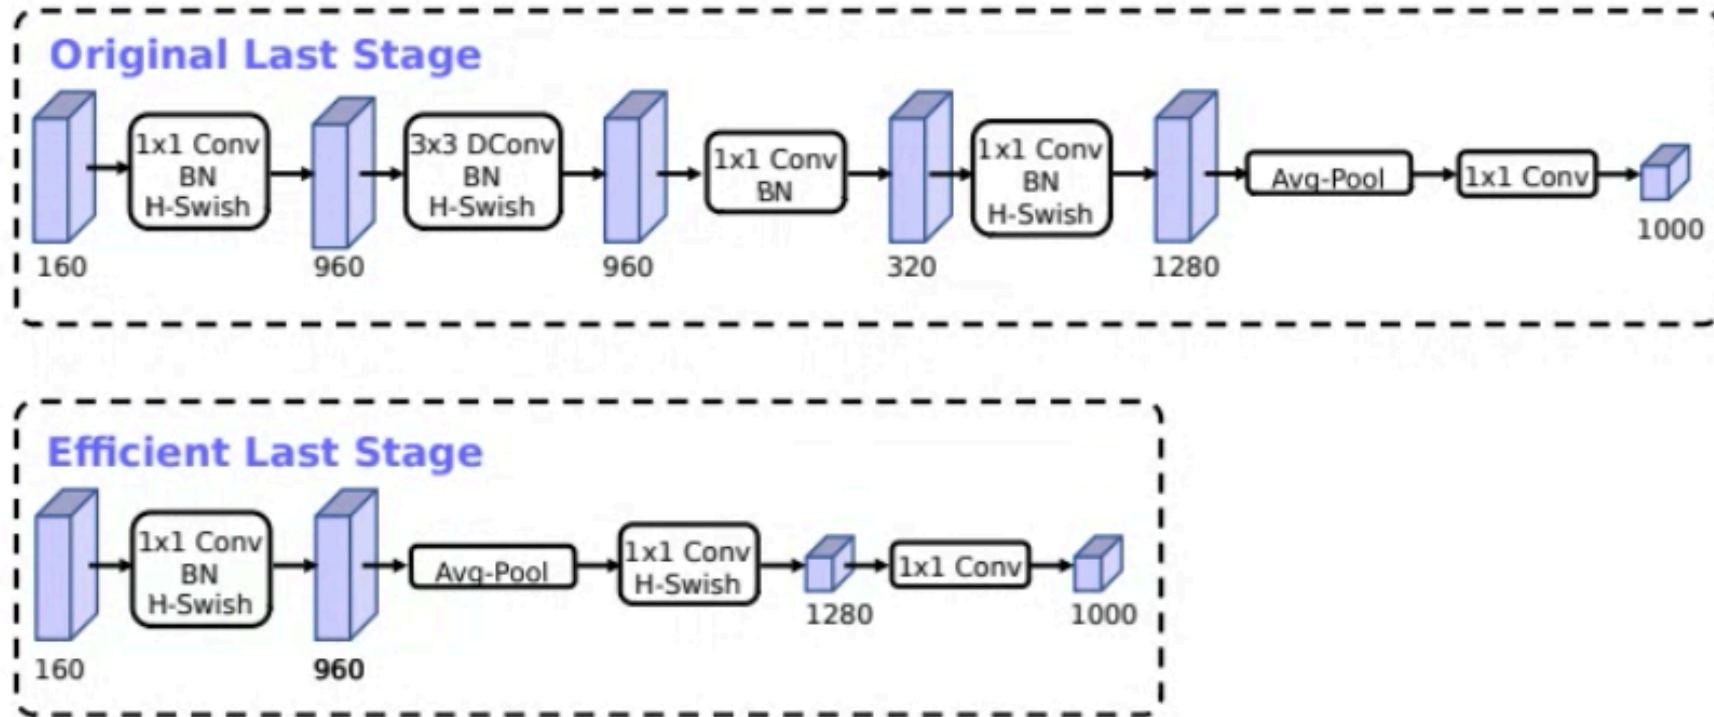 Original Last Stage
1x1 Conv
BN
H-Swish
3x3 DConv
BN
H-Swish
1x1 Conv
BN
1x1 Conv
BN
H-Swish
Avg-Pool
1x1 Conv
160
960
960
320
1280
1000
Efficient Last Stage
1x1 Conv
BN
H-Swish
Avg-Pool
1x1 Conv
H-Swish
1x1 Conv
160
960
1280
1000